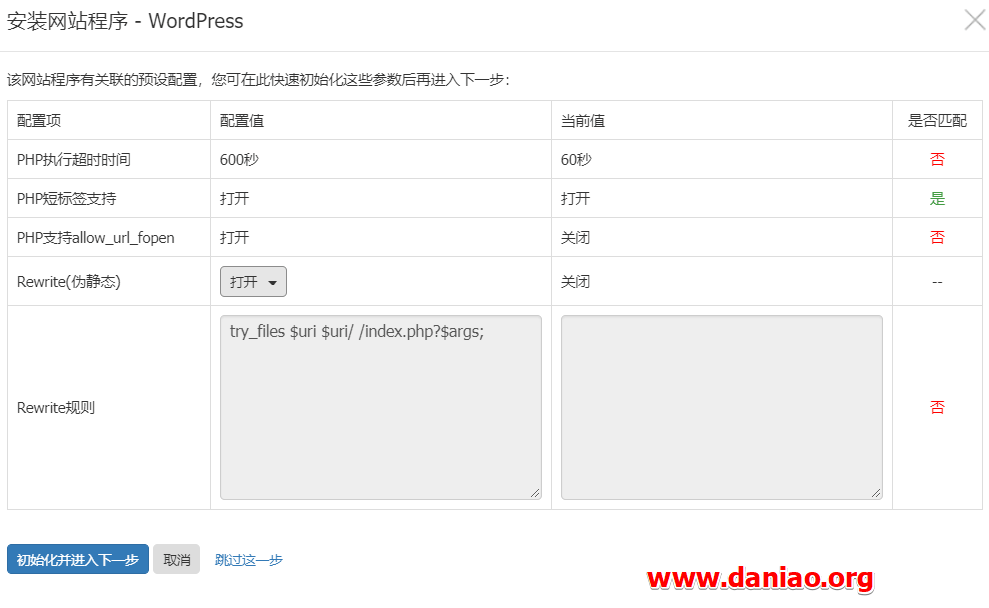 安装网站程序 - WordPress
该网站程序有关联的预设配置，您可在此快速初始化这些参数后再进入下一步：
配置项 配置值 当前值 是否匹配
PHP执行超时时间 600秒 60秒 否
PHP短标签支持 打开 打开 是
PHP支持allow_url_fopen 打开 关闭 否
Rewrite(伪静态) 打开 关闭 --
try_files $uri $uri/ /index.php?$args;
Rewrite规则 否
初始化并进入下一步 取消 跳过这一步
www.daniao.org